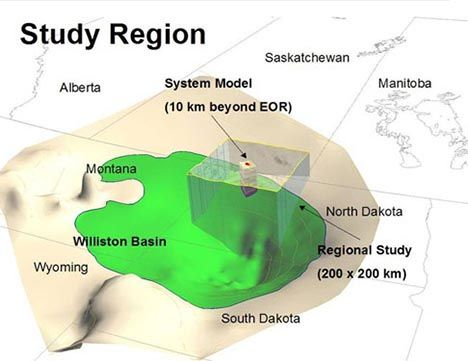 Study Region
Saskatchewan
Alberta
System Model
(10 km beyond EOR)
Manitoba
Montana
North Dakota
Williston Basin
Regional Study
(200 x 200 km)
Wyoming
South Dakota